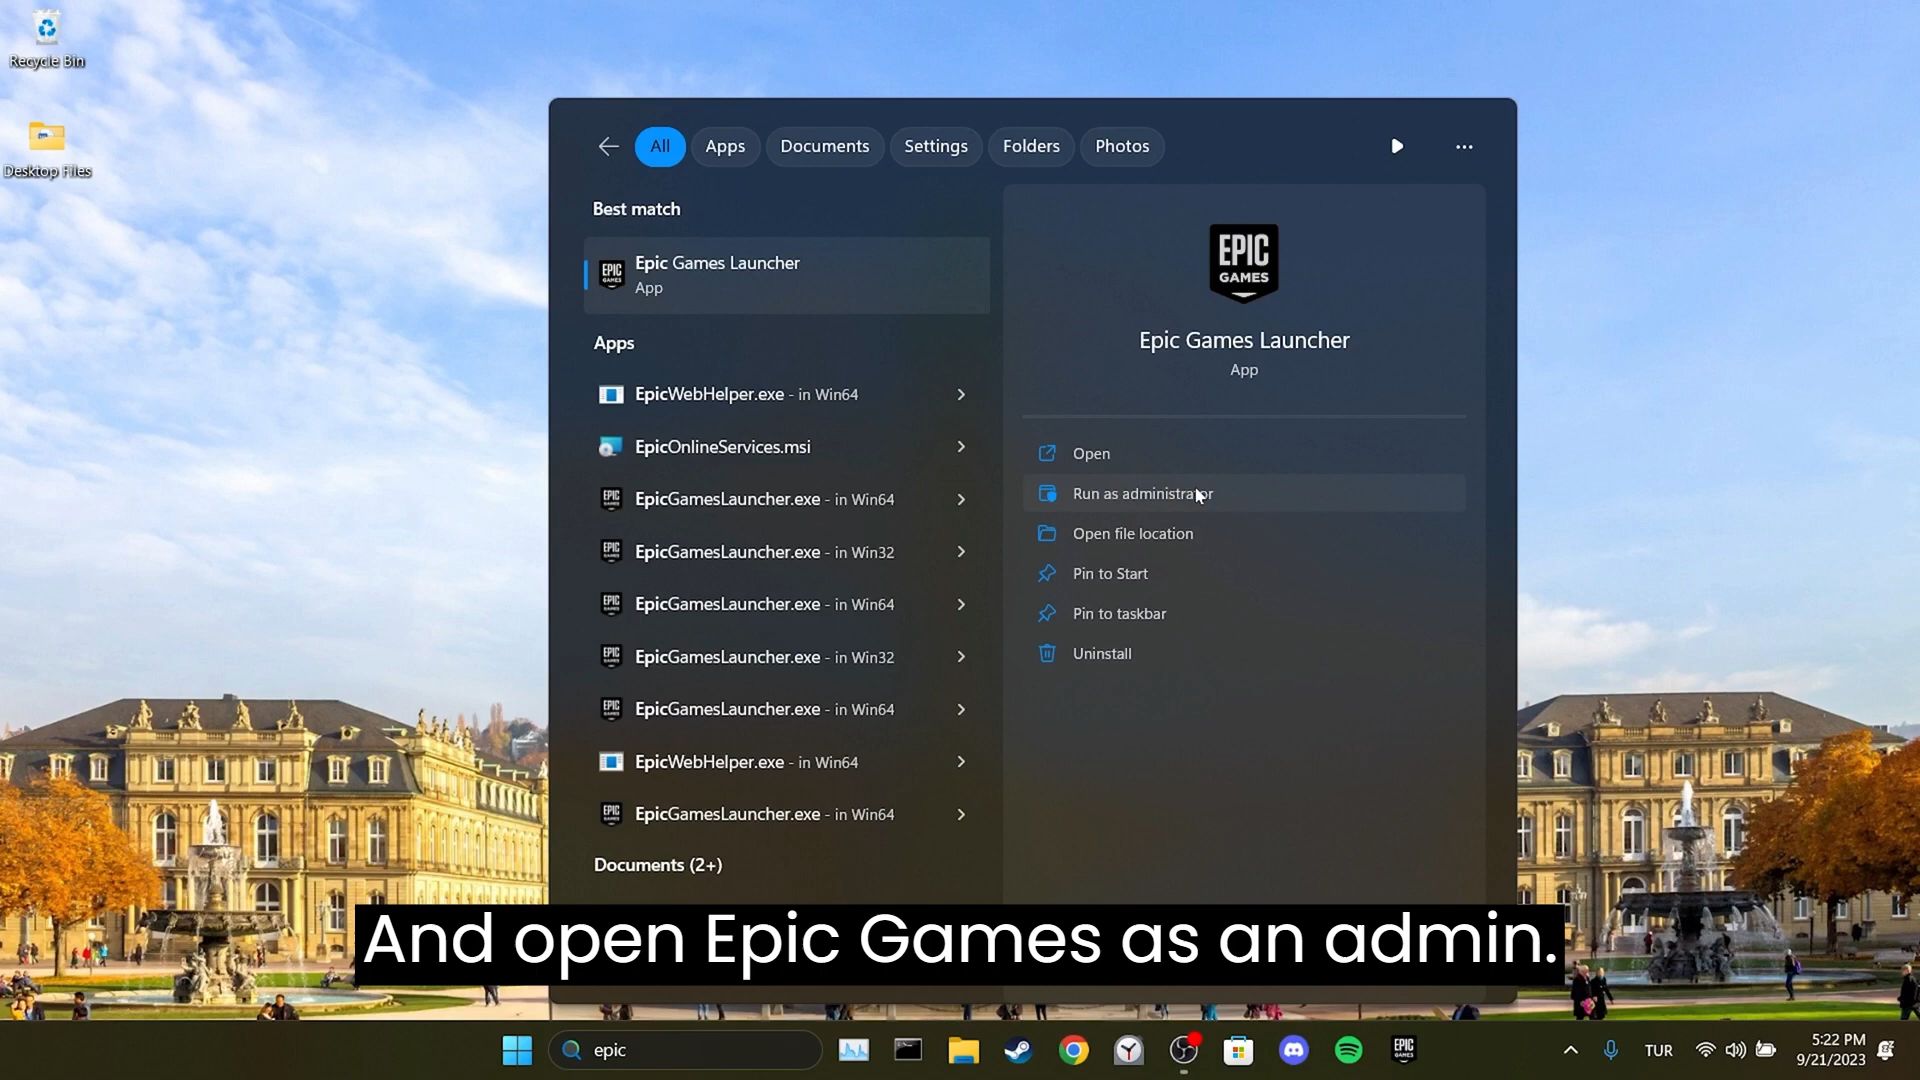 Recycle Bin
Desktop Files
All
Apps
Documents
Settings
Folders
Photos
Best match
Epic Games Launcher
App
Apps
EpicWebHelper.exe - in Win64
EpicOnlineServices.msi
EpicGamesLauncher.exe - in Win64
EpicGamesLauncher.exe - in Win32
EpicGamesLauncher.exe - in Win64
EpicGamesLauncher.exe - in Win32
EpicGamesLauncher.exe - in Win64
EpicWebHelper.exe - in Win64
EpicGamesLauncher.exe - in Win64
Documents (2+)
EPIC
GAMES
Epic Games Launcher
App
Open
Run as administrator
Open file location
Pin to Start
Pin to taskbar
Uninstall
And open Epic Games as an admin.
epic
EPIC
GAMES
TUR
5:22 PM
9/21/2023